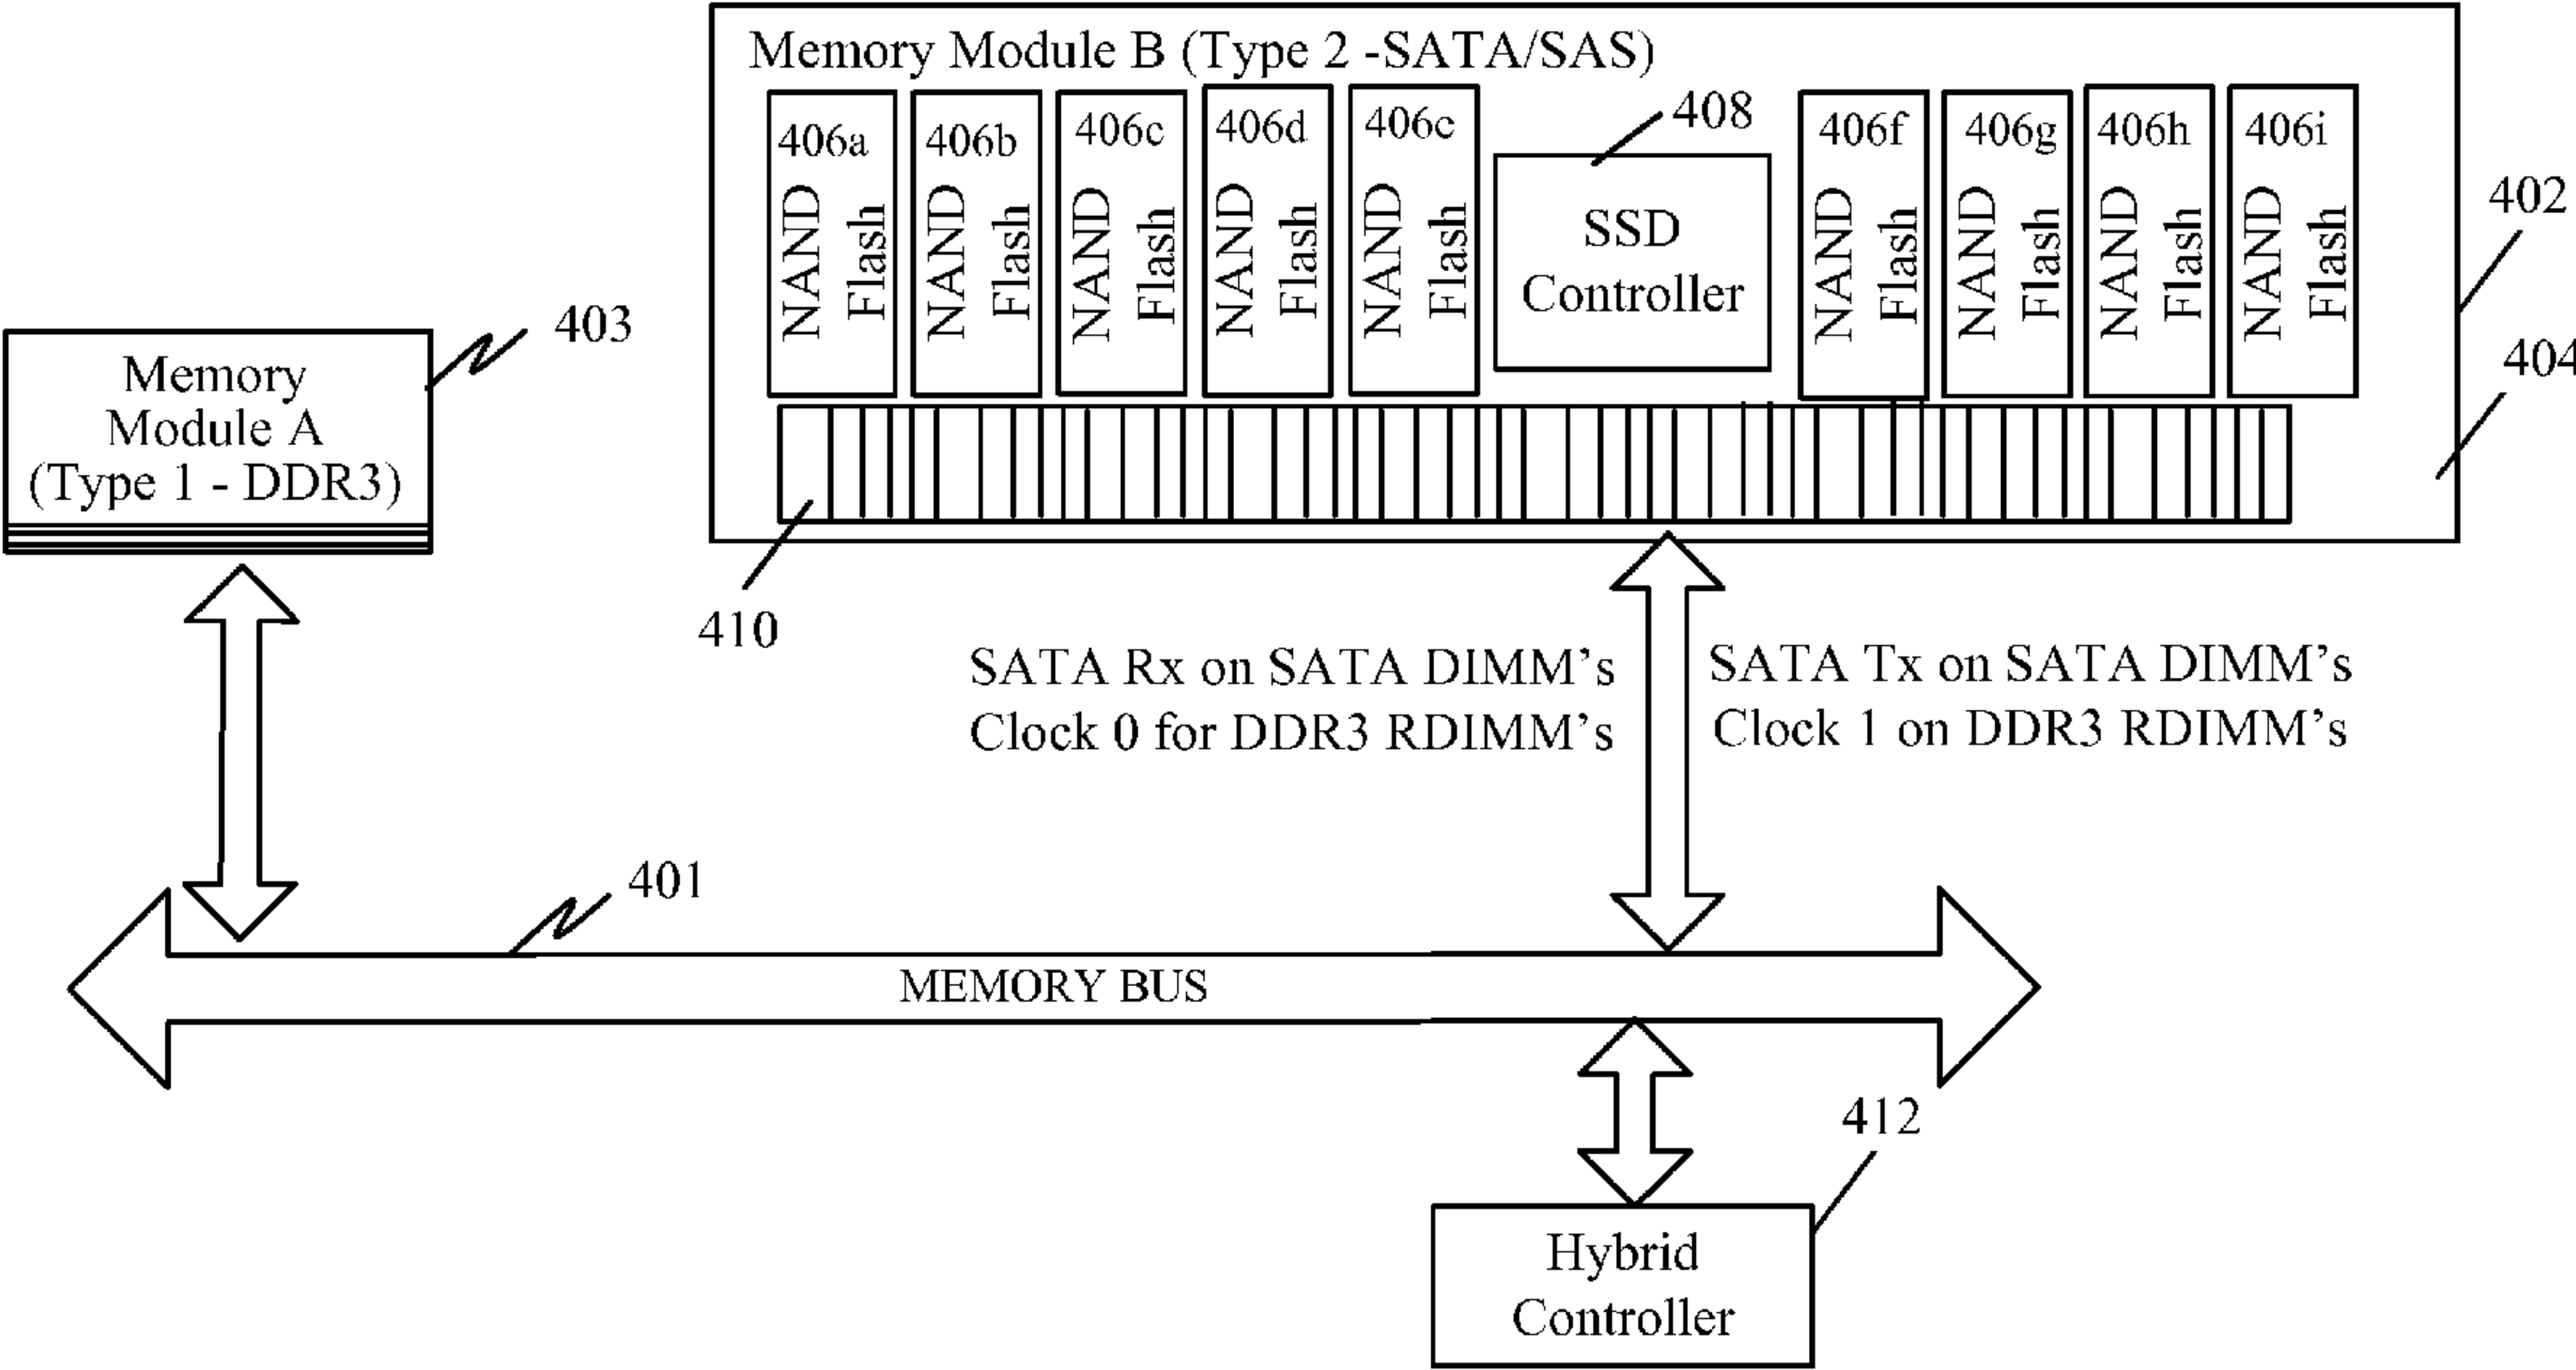 Memory Module B (Type 2 -SATA/SAS)
406a
NAND
Flash
406b
NAND
Flash
406c
NAND
Flash
406d
NAND
Flash
406e
NAND
Flash
408
SSD
Controller
406f
NAND
Flash
406g
NAND
Flash
406h
NAND
Flash
406i
NAND
Flash
402
404
403
Memory
Module A
(Type 1 - DDR3)
410
SATA Rx on SATA DIMM's
Clock 0 for DDR3 RDIMM's
SATA Tx on SATA DIMM's
Clock 1 on DDR3 RDIMM's
401
MEMORY BUS
412
Hybrid
Controller